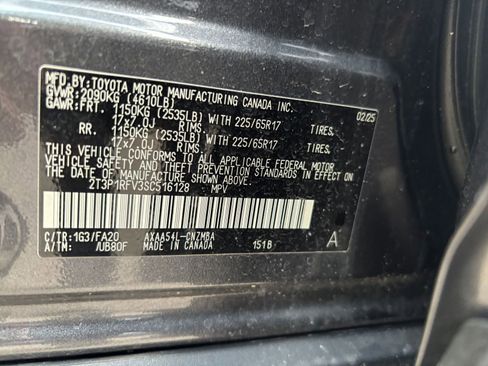 MFD.BY:TOYOTA MOTOR MANUFACTURING CANADA INC.
GVWR:2090KG (4610LB) 02/25
GAWR:FRT. 1150KG (2535LB) WITH 225/65R17 TIRES.
17x7.0J RIMS.
RR. 1150KG (2535LB) WITH 225/65R17 TIRES.
17x7.0J RIMS.
THIS VEHICLE CONFORMS TO ALL APPLICABLE FEDERAL MOTOR
VEHICLE SAFETY AND THEFT PREVENTION STANDARDS IN EFFECT ON
THE DATE OF MANUFACTURE SHOWN ABOVE.
2T3P1RFV3SC516128 MPV
C/TR:1G3/FA20 AXAA54L-CNZMBA A
A/TM: /UB80F MADE IN CANADA 151B